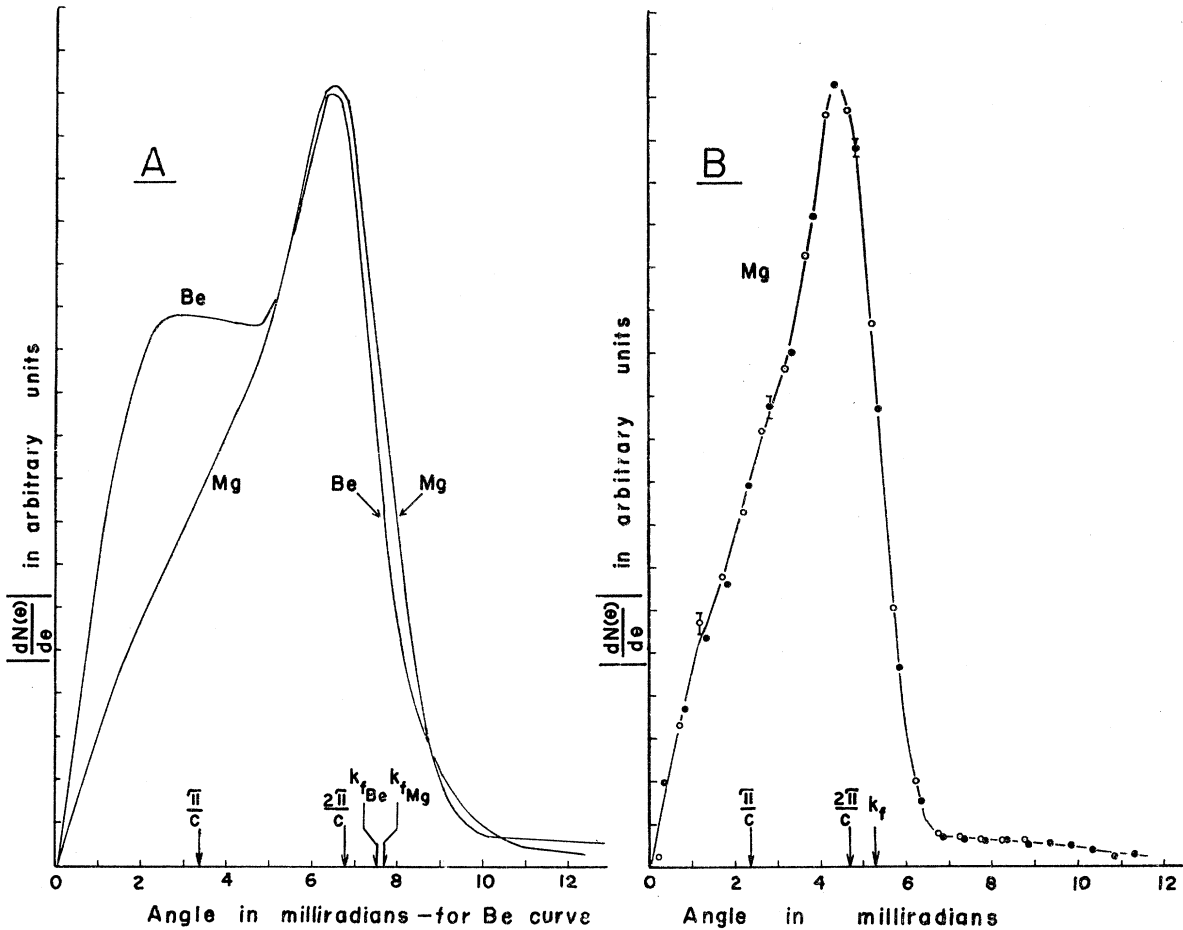 A
Be
Mg
Be
Mg
|dN(θ)/dθ| in arbitrary units
π/c
2π/c
k_fBe
k_fMg
0 2 4 6 8 10 12
Angle in milliradians – for Be curve
B
Mg
|dN(θ)/dθ| in arbitrary units
π/c
2π/c
k_f
0 2 4 6 8 10 12
Angle in milliradians